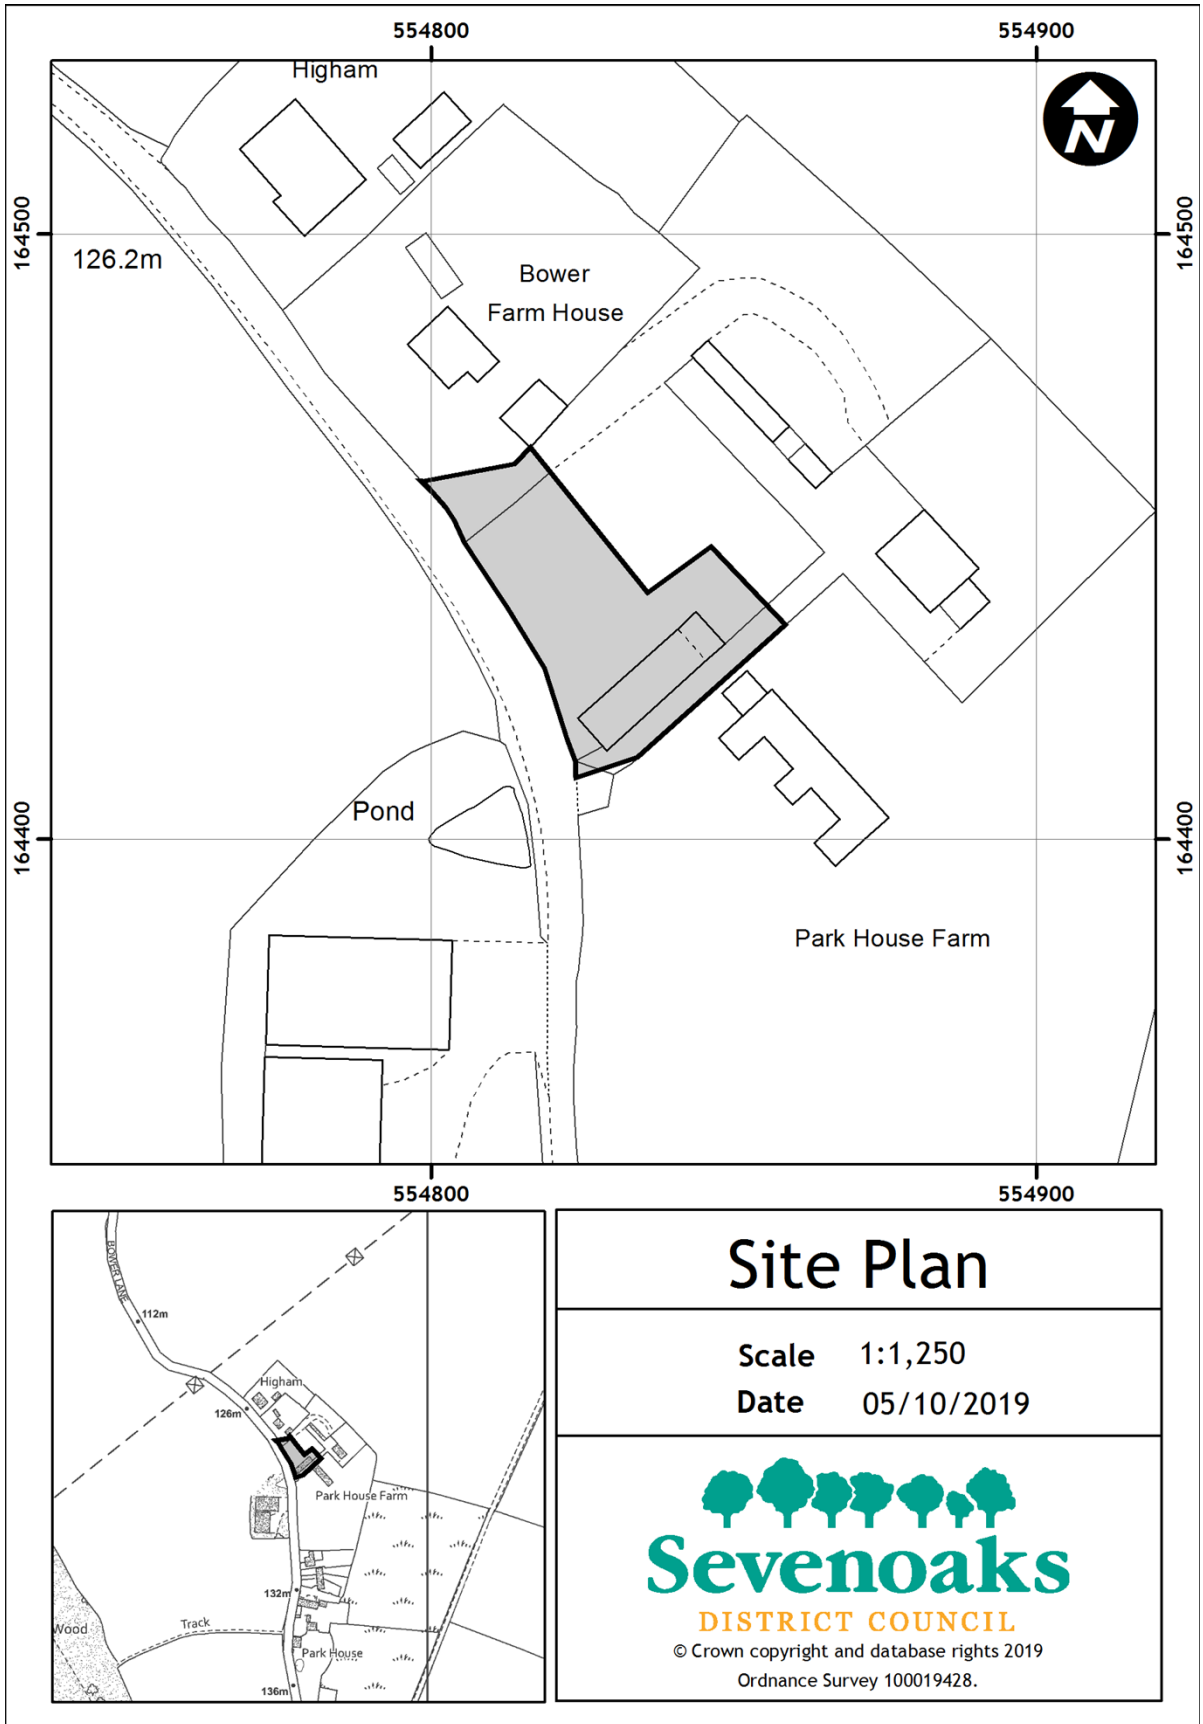 554800
554900
Higham
N
164500
164500
126.2m
Bower
Farm House
Pond
164400
164400
Park House Farm
554800
554900
BOWER LANE
112m
Higham
126m
Park House Farm
132m
Track
Wood
Park House
136m
Site Plan
Scale 1:1,250
Date 05/10/2019
Sevenoaks
DISTRICT COUNCIL
© Crown copyright and database rights 2019
Ordnance Survey 100019428.